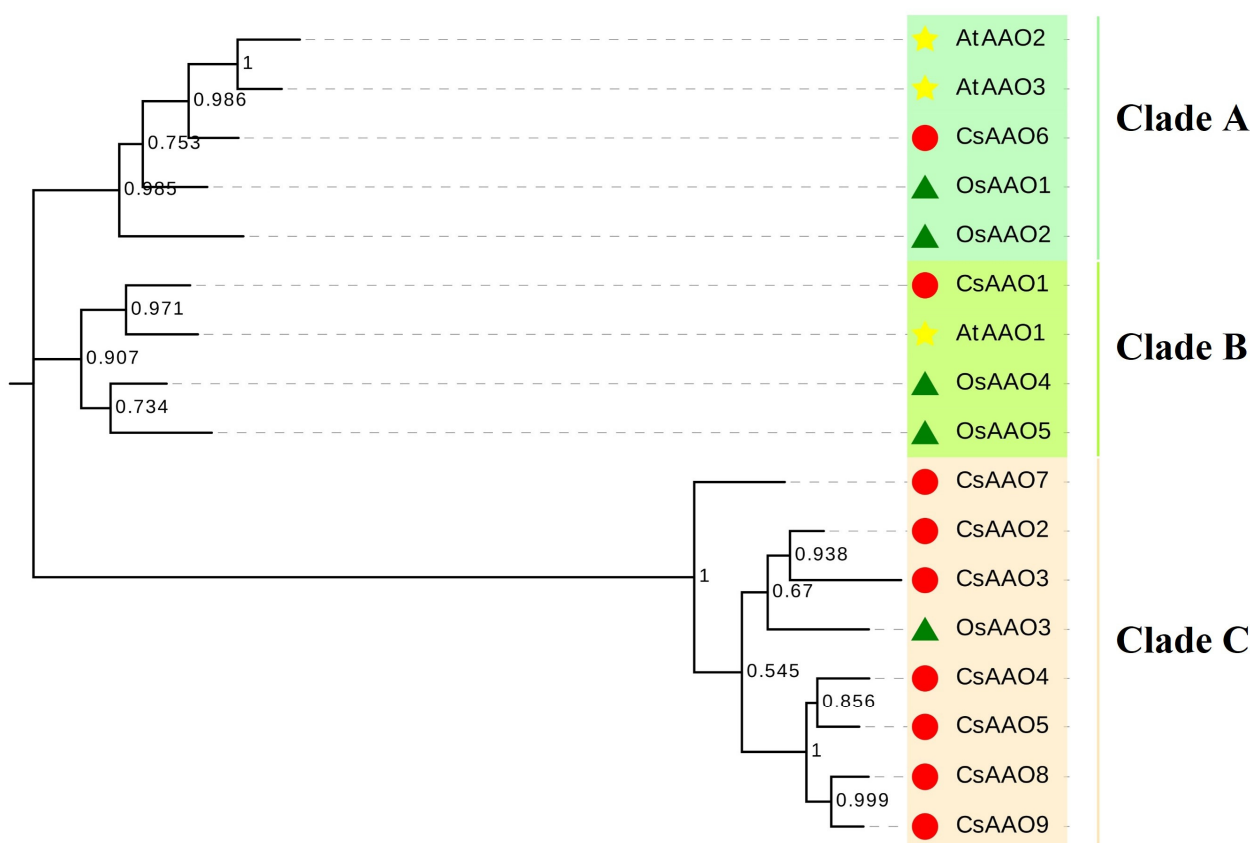 AtAAO2
1
AtAAO3
0.986
Clade A
0.753
CsAAO6
0.985
OsAAO1
OsAAO2
CsAAO1
0.971
AtAAO1
Clade B
0.907
OsAAO4
0.734
OsAAO5
CsAAO7
CsAAO2
0.938
CsAAO3
1
0.67
OsAAO3
Clade C
0.545
CsAAO4
0.856
CsAAO5
1
CsAAO8
0.999
CsAAO9